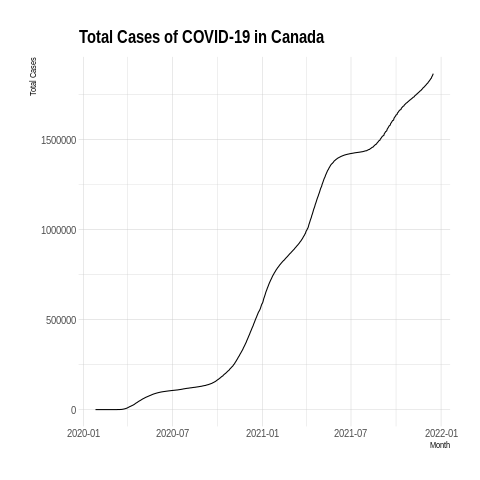 Total Cases of COVID-19 in Canada
Total Cases
1500000
1000000
500000
0
2020-01 2020-07 2021-01 2021-07 2022-01
Month